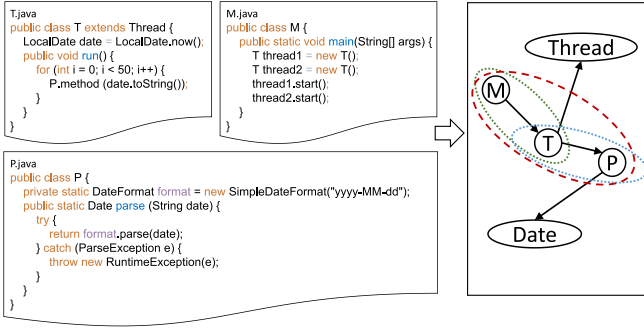 T.java
public class T extends Thread {
LocalDate date = LocalDate.now();
public void run() {
for (int i = 0; i < 50; i++) {
P.method (date.toString());
}
}
}
M.java
public class M {
public static void main(String[] args) {
T thread1 = new T();
T thread2 = new T();
thread1.start();
thread2.start();
}
}
P.java
public class P {
private static DateFormat format = new SimpleDateFormat("yyyy-MM-dd");
public static Date parse (String date) {
try {
return format.parse(date);
} catch (ParseException e) {
throw new RuntimeException(e);
}
}
}
Thread
M
T
P
Date